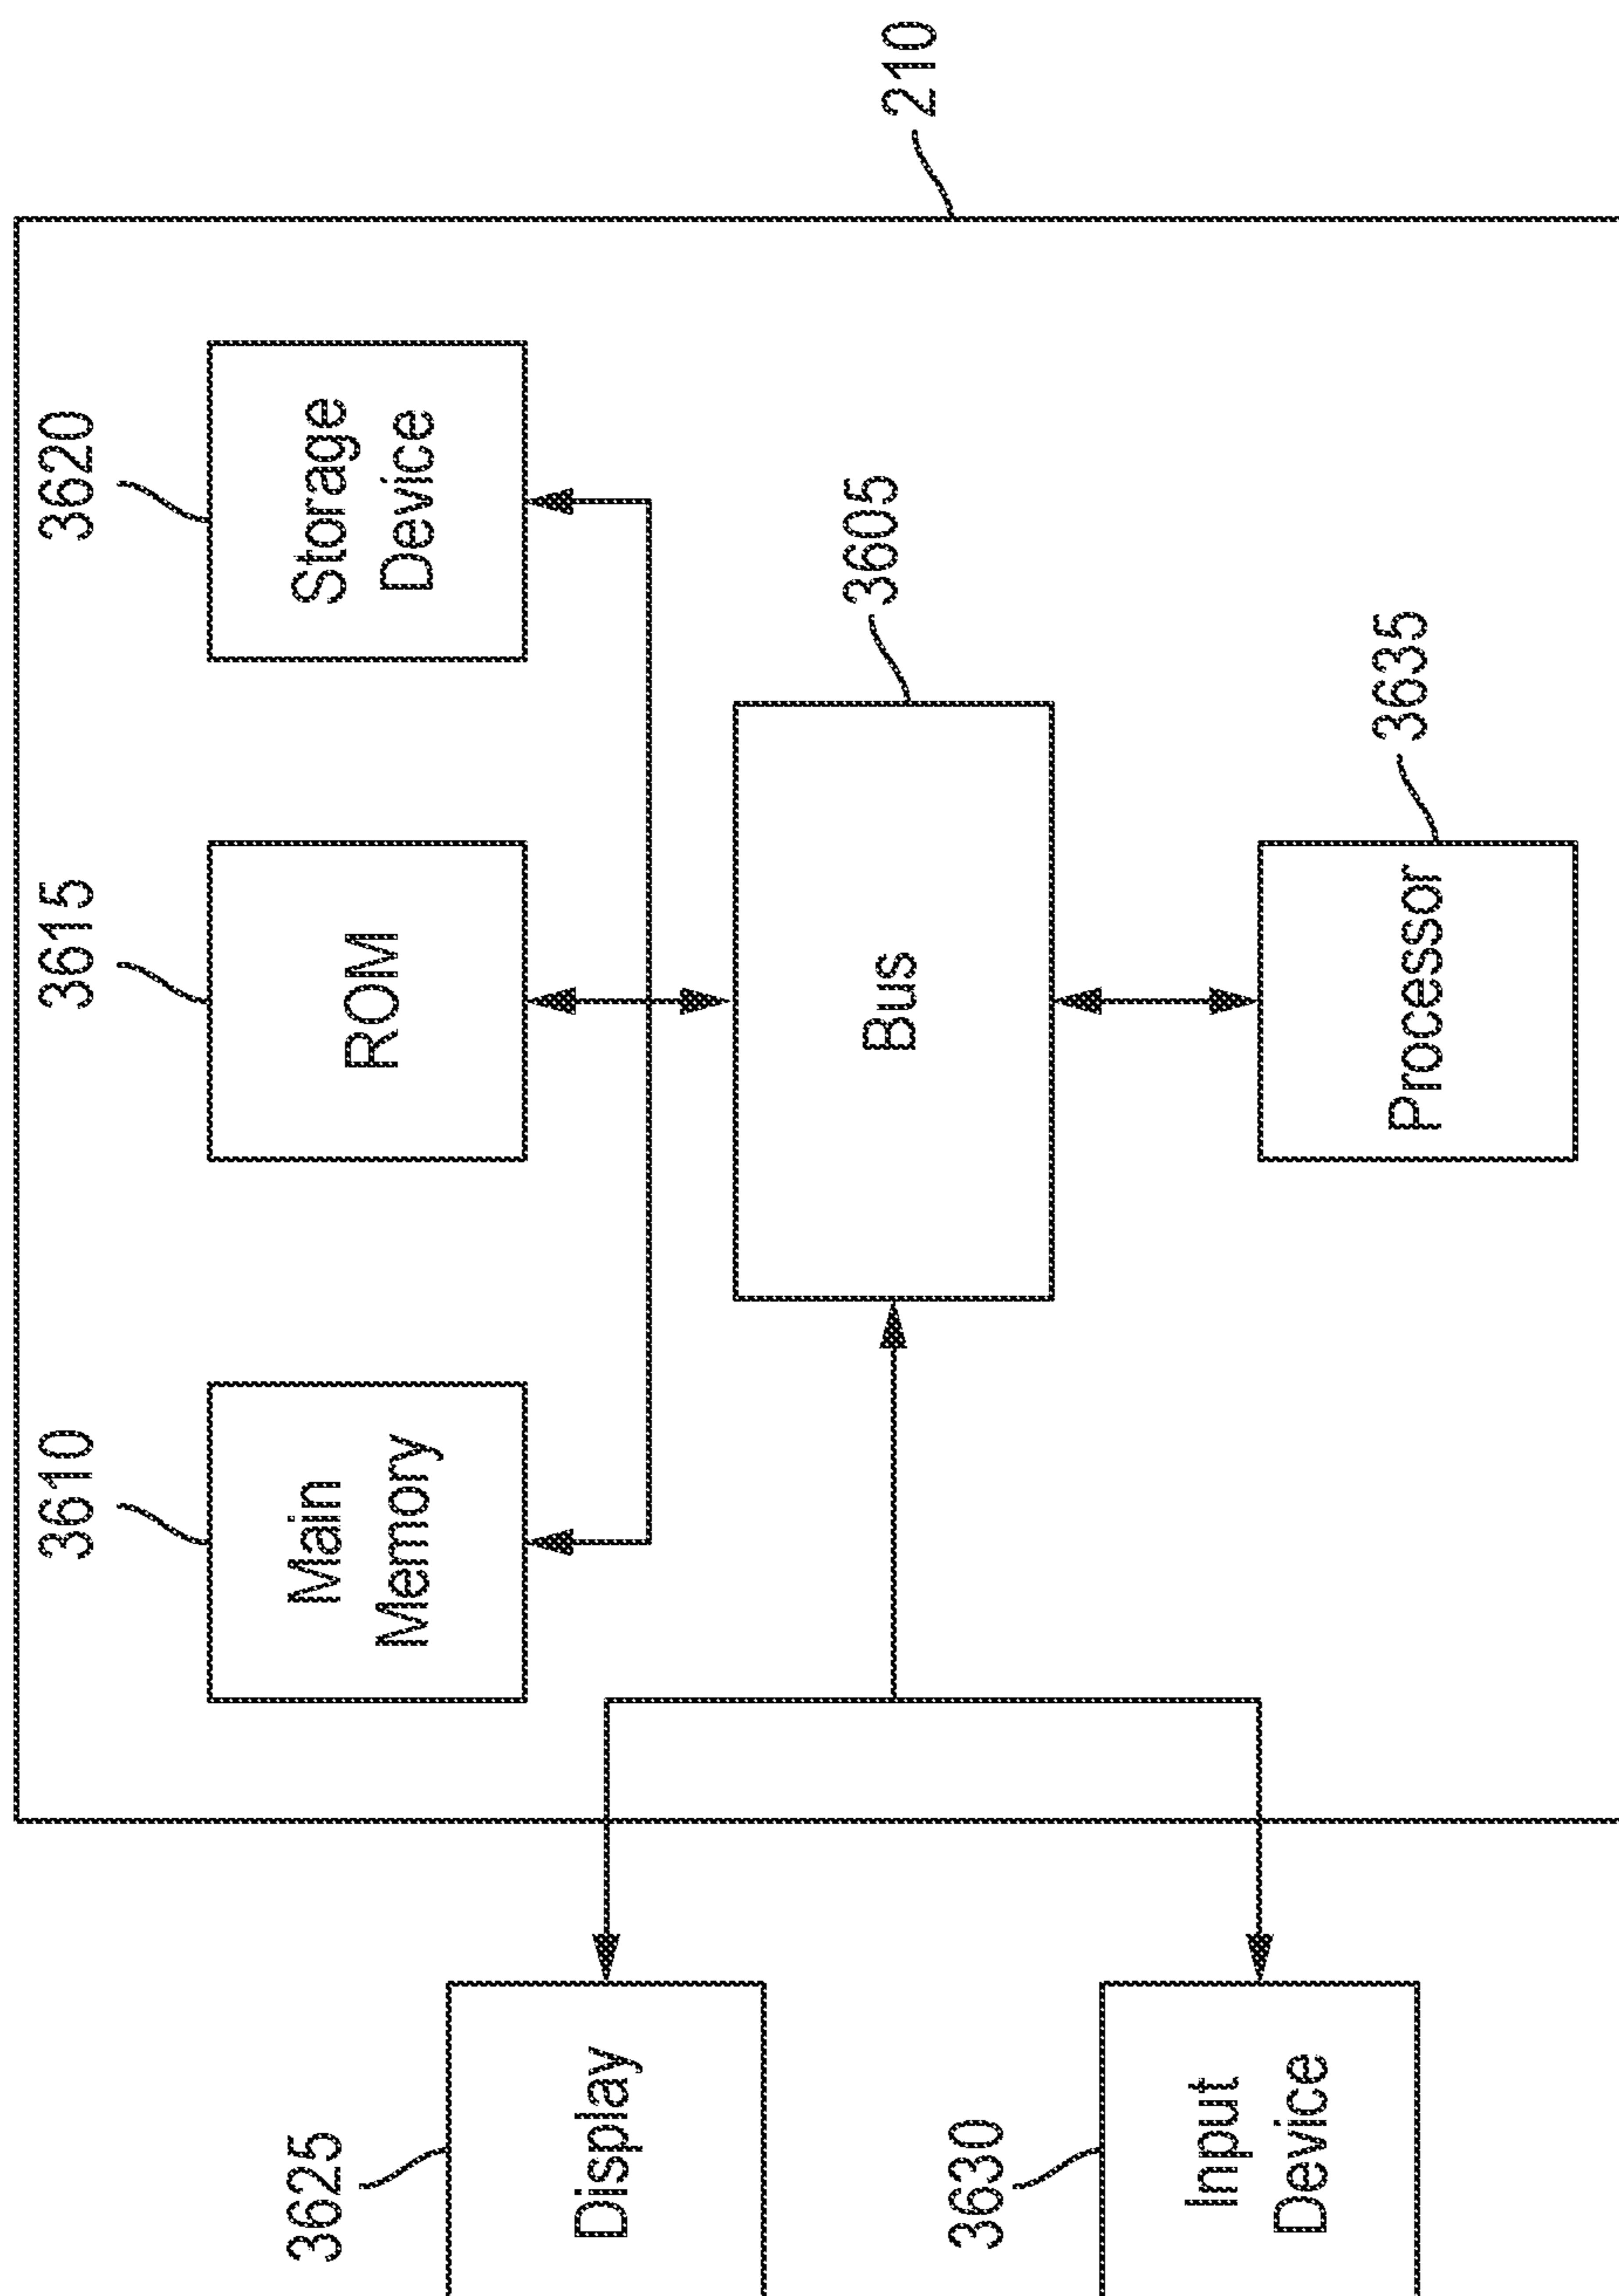 3610
3615
3620
Main
Memory
ROM
Storage
Device
210
3625
Display
Bus
3605
3630
Input
Device
Processor
3635